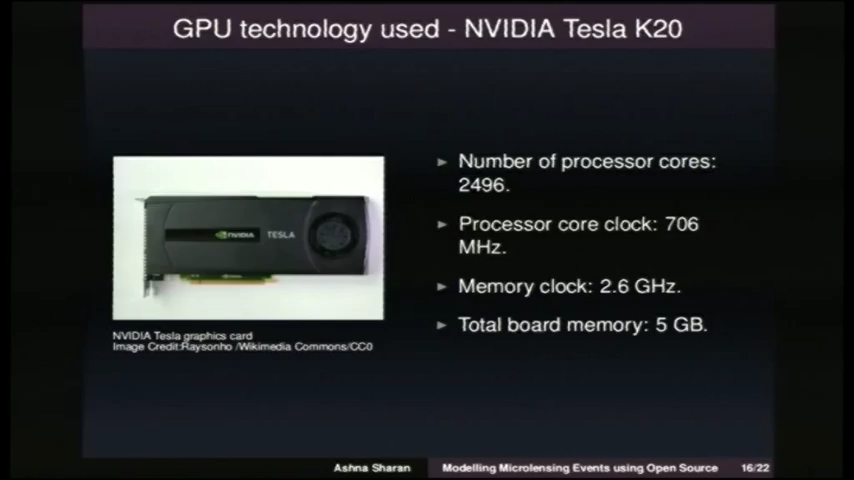 GPU technology used - NVIDIA Tesla K20
NVIDIA
TESLA
Number of processor cores:
2496.
Processor core clock: 706
MHz.
Memory clock: 2.6 GHz.
Total board memory: 5 GB.
NVIDIA Tesla graphics card
Image Credit:Raysonho /Wikimedia Commons/CC0
Ashna Sharan
Modelling Microlensing Events using Open Source
16/22